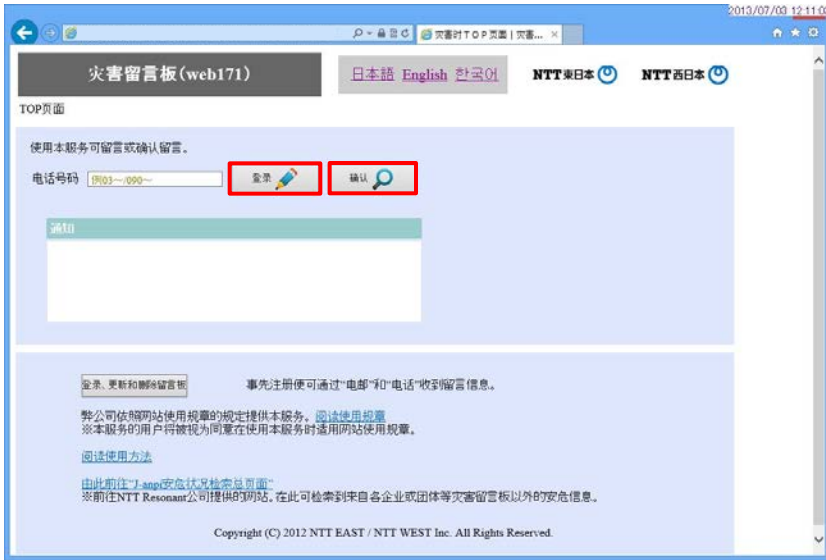 2013/07/03 12:11:0
灾害时TOP页面 | 灾害...
灾害留言板(web171)
日本語 English 한국어
NTT東日本
NTT西日本
TOP页面
使用本服务可留言或确认留言。
电话号码 例03~/090~ 登录 确认
通知
登录、更新和删除留言板 事先注册便可通过“电邮”和“电话”收到留言信息。
弊公司依照网站使用规章的规定提供本服务。阅读使用规章
※本服务的用户将被视为同意在使用本服务时适用网站使用规章。
阅读使用方法
由此前往"J-anpi安危状况检索总页面"
※前往NTT Resonant公司提供的网站。在此可检索到来自各企业或团体等灾害留言板以外的安危信息。
Copyright (C) 2012 NTT EAST / NTT WEST Inc. All Rights Reserved.